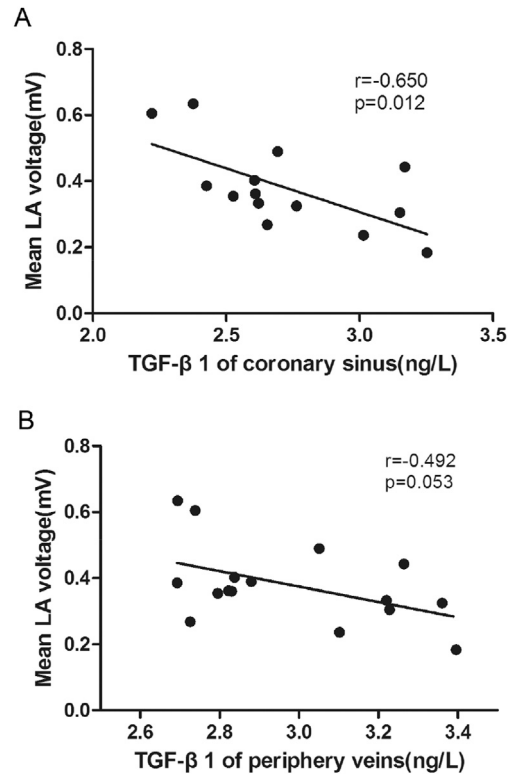 A
0.8
0.6
0.4
0.2
0.0
Mean LA voltage(mV)
r=-0.650
p=0.012
2.0 2.5 3.0 3.5
TGF-β 1 of coronary sinus(ng/L)
B
0.8
0.6
0.4
0.2
0.0
Mean LA voltage(mV)
r=-0.492
p=0.053
2.6 2.8 3.0 3.2 3.4
TGF-β 1 of periphery veins(ng/L)